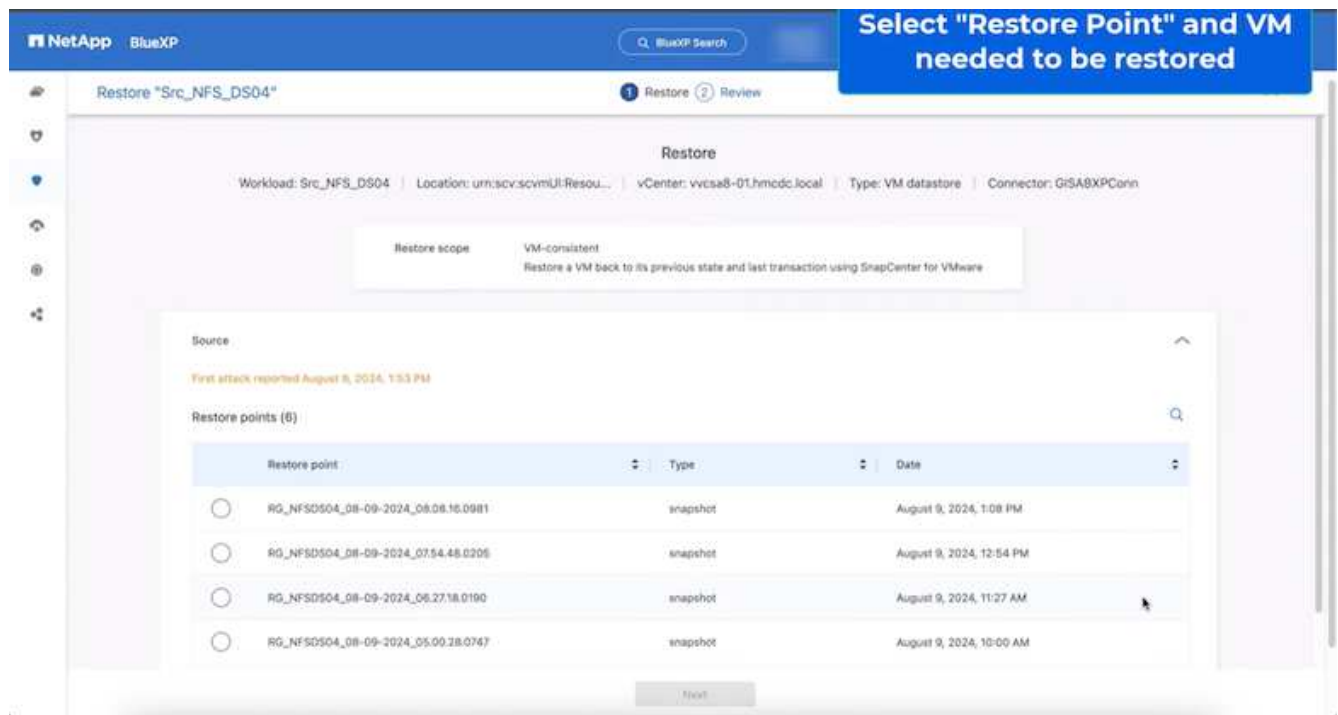 NetApp BlueXP
BlueXP Search
Select "Restore Point" and VM
needed to be restored
Restore "Src_NFS_DS04"
1 Restore 2 Review
Restore
Workload: Src_NFS_DS04 | Location: urn:scv:scvmUI:Resou... | vCenter: vvcsa8-01.hmcdc.local | Type: VM datastore | Connector: GISABXPConn
Restore scope
VM-consistent
Restore a VM back to its previous state and last transaction using SnapCenter for VMware
Source
First attack reported August 9, 2024, 1:53 PM
Restore points (6)
Restore point Type Date
RG_NFSDS04_08-09-2024_08.08.16.0981 snapshot August 9, 2024, 1:08 PM
RG_NFSDS04_08-09-2024_07.54.48.0205 snapshot August 9, 2024, 12:54 PM
RG_NFSDS04_08-09-2024_06.27.18.0190 snapshot August 9, 2024, 11:27 AM
RG_NFSDS04_08-09-2024_05.00.28.0747 snapshot August 9, 2024, 10:00 AM
Next